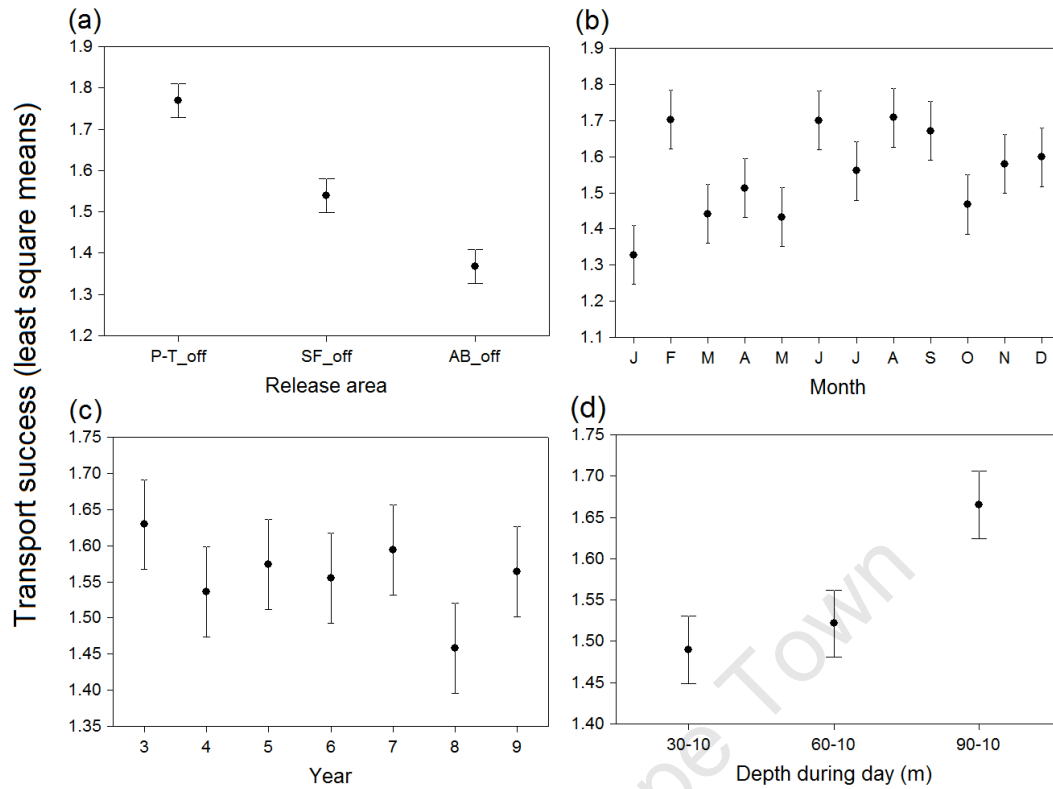 Transport success (least square means)
(a)
1.9
1.8
1.7
1.6
1.5
1.4
1.3
1.2
P-T_off SF_off AB_off
Release area
(b)
1.9
1.8
1.7
1.6
1.5
1.4
1.3
1.2
1.1
J F M A M J J A S O N D
Month
(c)
1.75
1.70
1.65
1.60
1.55
1.50
1.45
1.40
1.35
3 4 5 6 7 8 9
Year
(d)
1.75
1.70
1.65
1.60
1.55
1.50
1.45
1.40
30-10 60-10 90-10
Depth during day (m)
pe Town